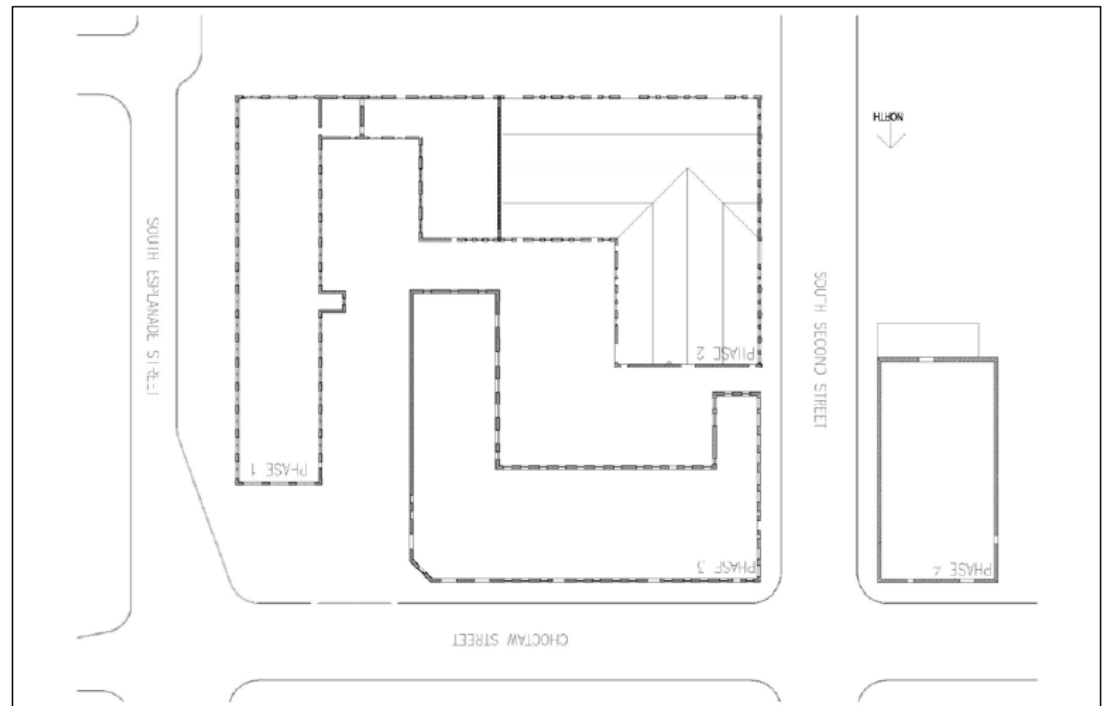 NORTH
SOUTH ESPLANADE STREET
SOUTH SECOND STREET
PHASE 2
PHASE 1
PHASE 3
PHASE 4
CHOCTAW STREET